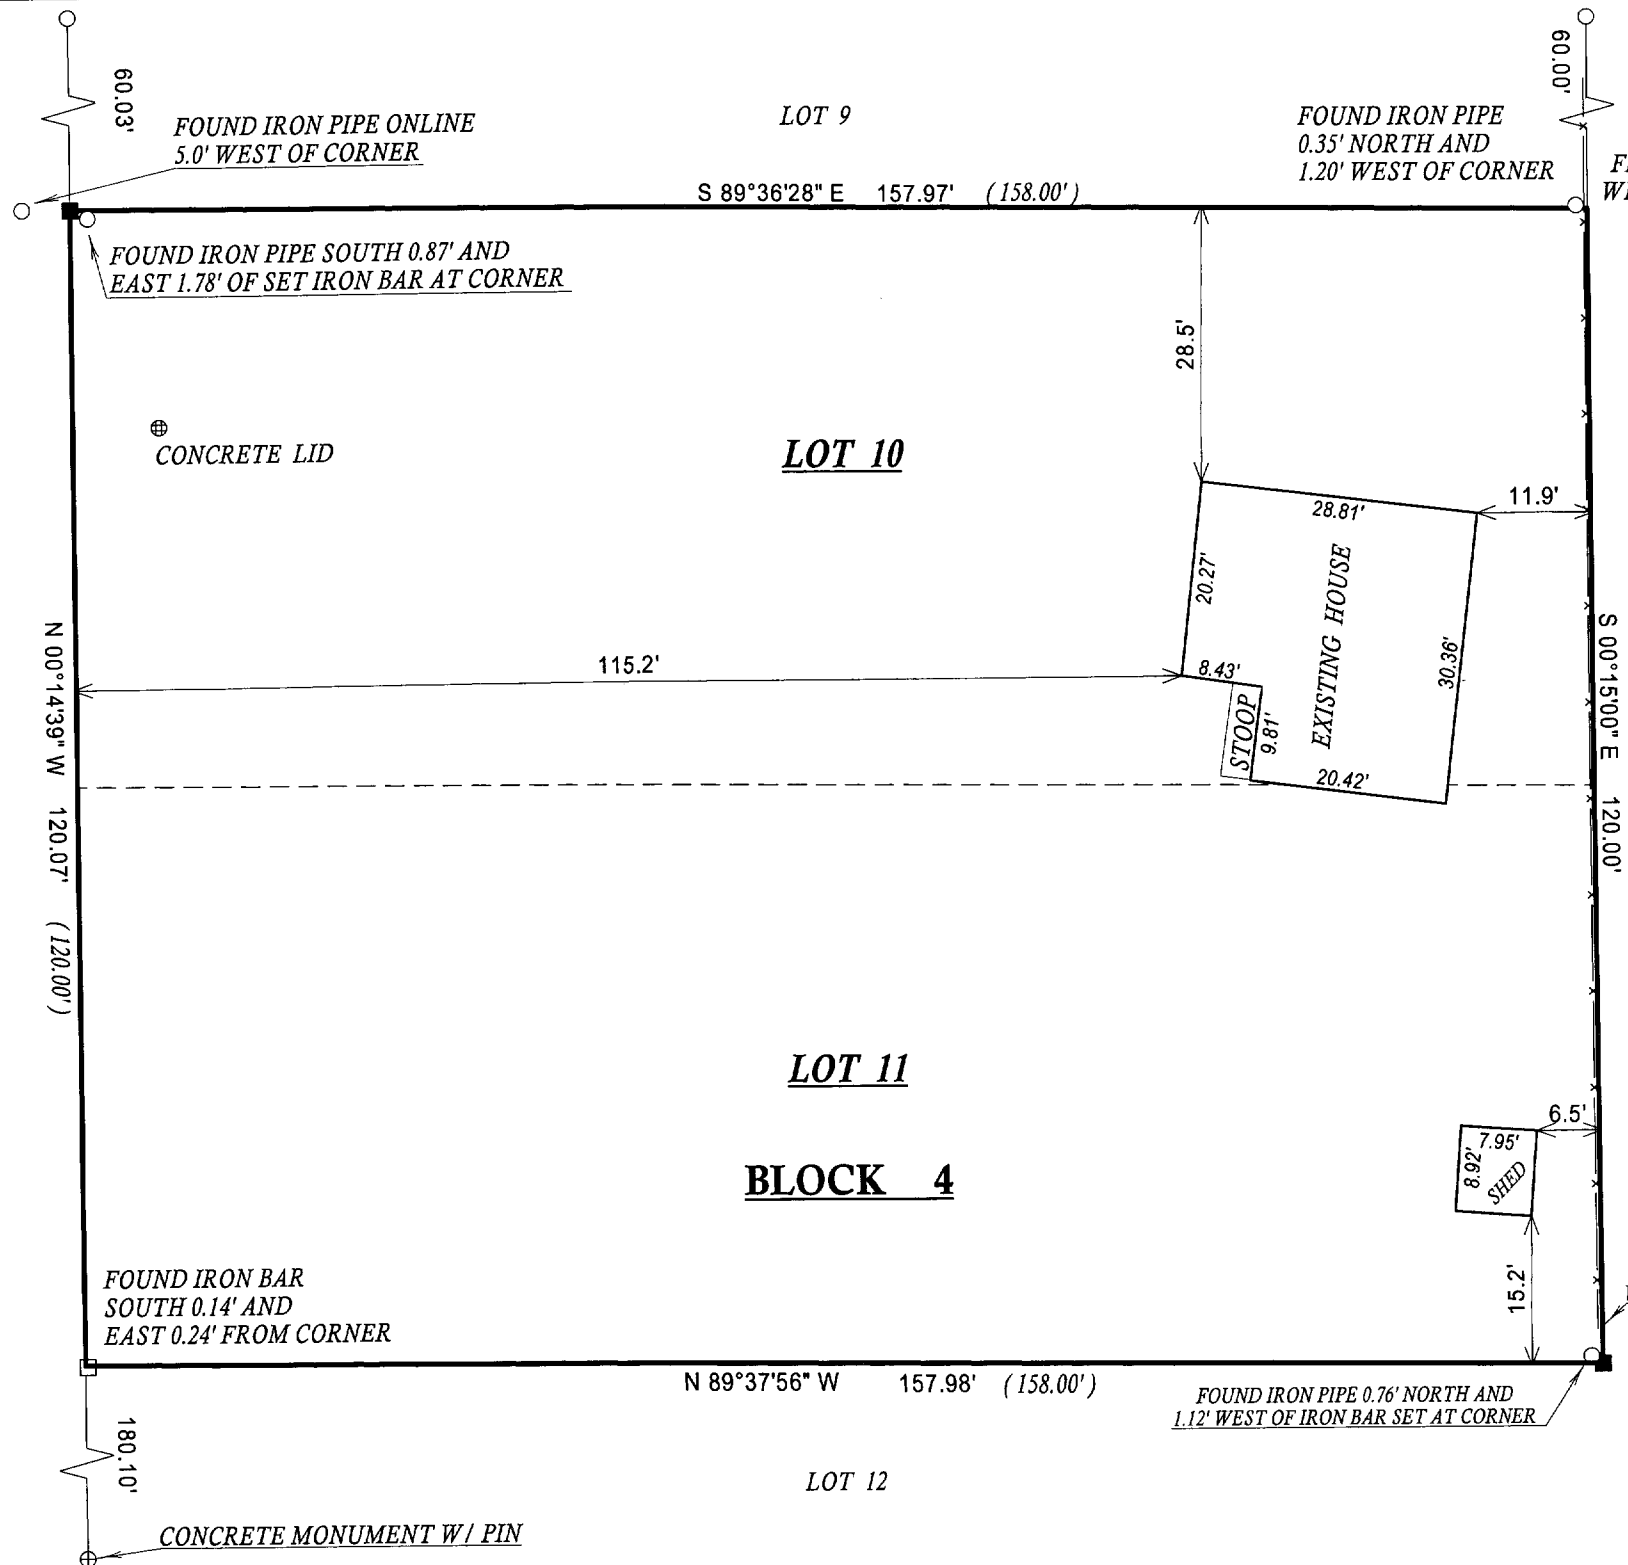 60.03'
60.00'
LOT 9
FOUND IRON PIPE ONLINE
5.0' WEST OF CORNER
FOUND IRON PIPE
0.35' NORTH AND
1.20' WEST OF CORNER
S 89°36'28" E 157.97' (158.00')
FOUND IRON PIPE SOUTH 0.87' AND
EAST 1.78' OF SET IRON BAR AT CORNER
28.5'
CONCRETE LID
LOT 10
28.81'
11.9'
20.27'
EXISTING HOUSE
30.36'
N 00°14'39" W 120.07' (120.00')
S 00°15'00" E 120.00'
115.2'
8.43'
STOOP
9.81'
20.42'
LOT 11
BLOCK 4
6.5'
7.95'
8.92'
SHED
15.2'
FOUND IRON BAR
SOUTH 0.14' AND
EAST 0.24' FROM CORNER
N 89°37'56" W 157.98' (158.00')
FOUND IRON PIPE 0.76' NORTH AND
1.12' WEST OF IRON BAR SET AT CORNER
180.10'
LOT 12
CONCRETE MONUMENT W/ PIN